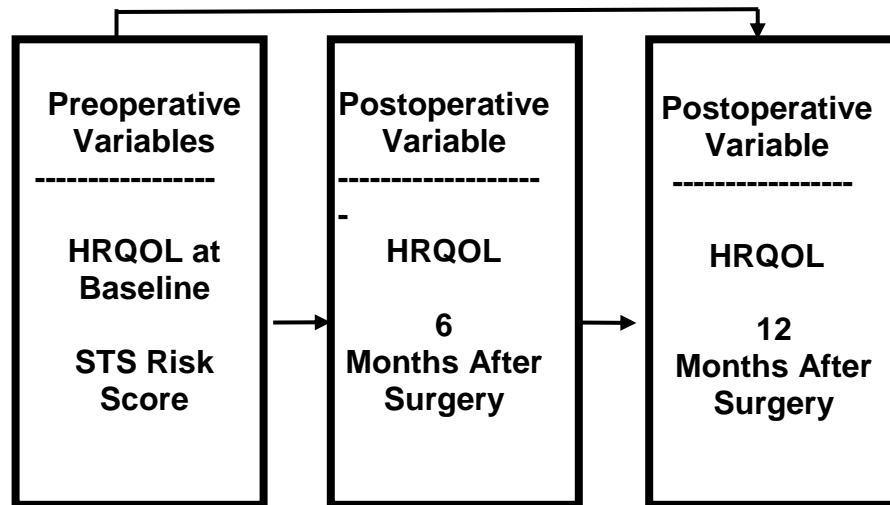 Preoperative
Variables
-----------------
HRQOL at
Baseline
STS Risk
Score
Postoperative
Variable
-------------------
-
HRQOL
6
Months After
Surgery
Postoperative
Variable
-----------------
HRQOL
12
Months After
Surgery